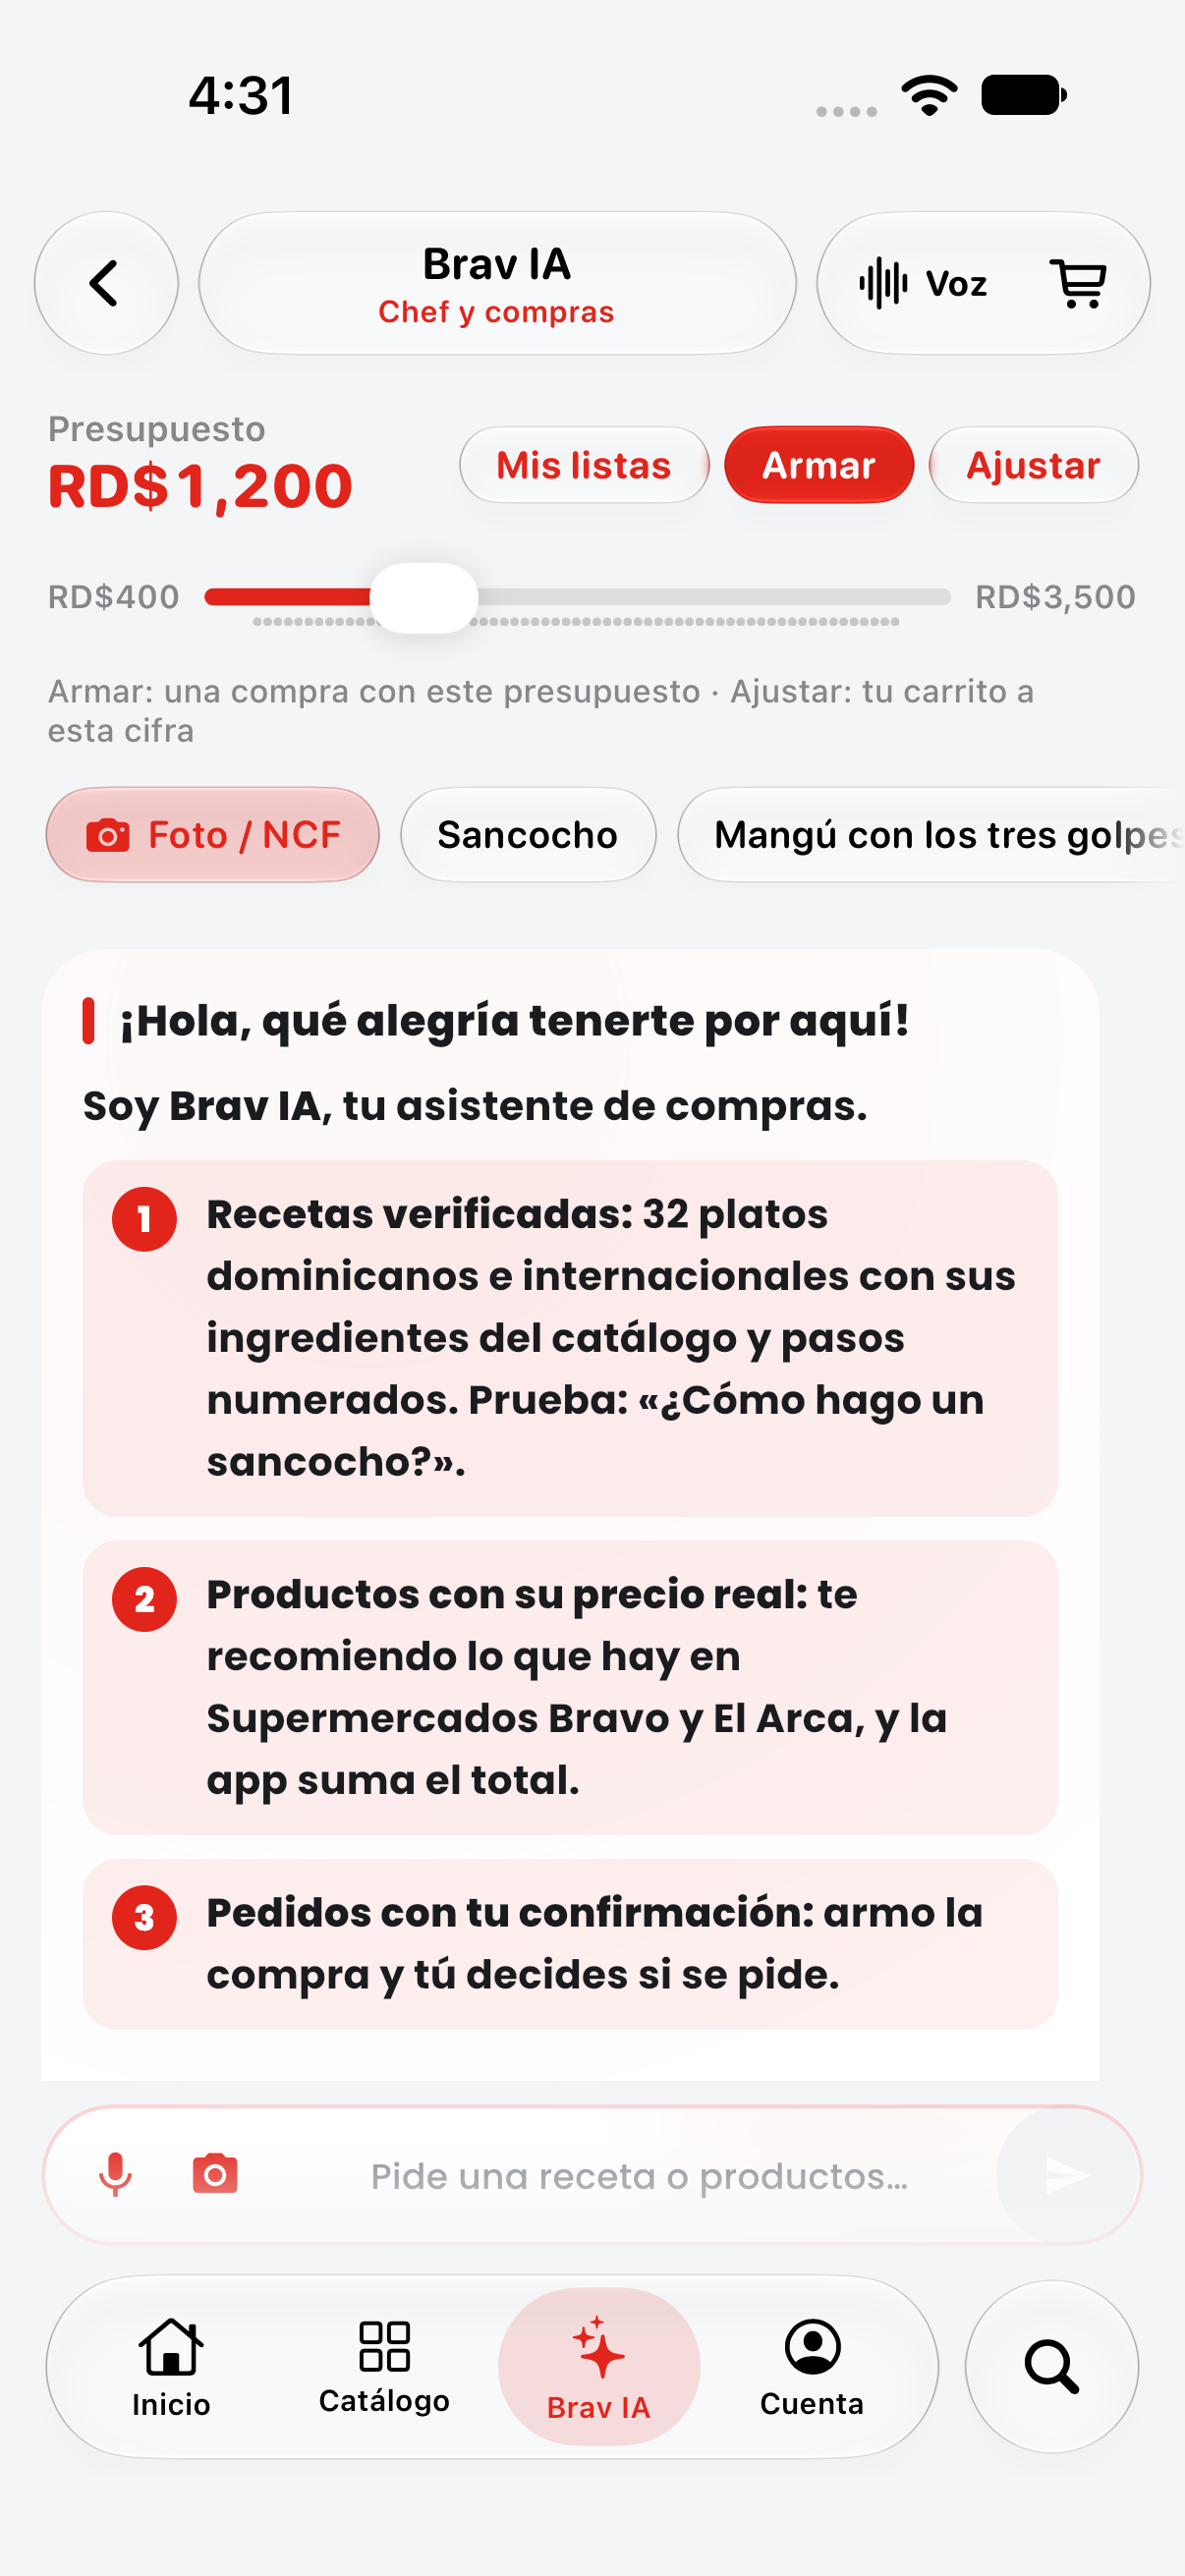 4:31
Brav IA
Chef y compras
Voz
Presupuesto
RD$1,200
Mis listas
Armar
Ajustar
RD$400
RD$3,500
Armar: una compra con este presupuesto · Ajustar: tu carrito a
esta cifra
Foto / NCF
Sancocho
Mangú con los tres golpes
¡Hola, qué alegría tenerte por aquí!
Soy Brav IA, tu asistente de compras.
1
Recetas verificadas: 32 platos
dominicanos e internacionales con sus
ingredientes del catálogo y pasos
numerados. Prueba: «¿Cómo hago un
sancocho?».
2
Productos con su precio real: te
recomiendo lo que hay en
Supermercados Bravo y El Arca, y la
app suma el total.
3
Pedidos con tu confirmación: armo la
compra y tú decides si se pide.
Pide una receta o productos...
Inicio
Catálogo
Brav IA
Cuenta